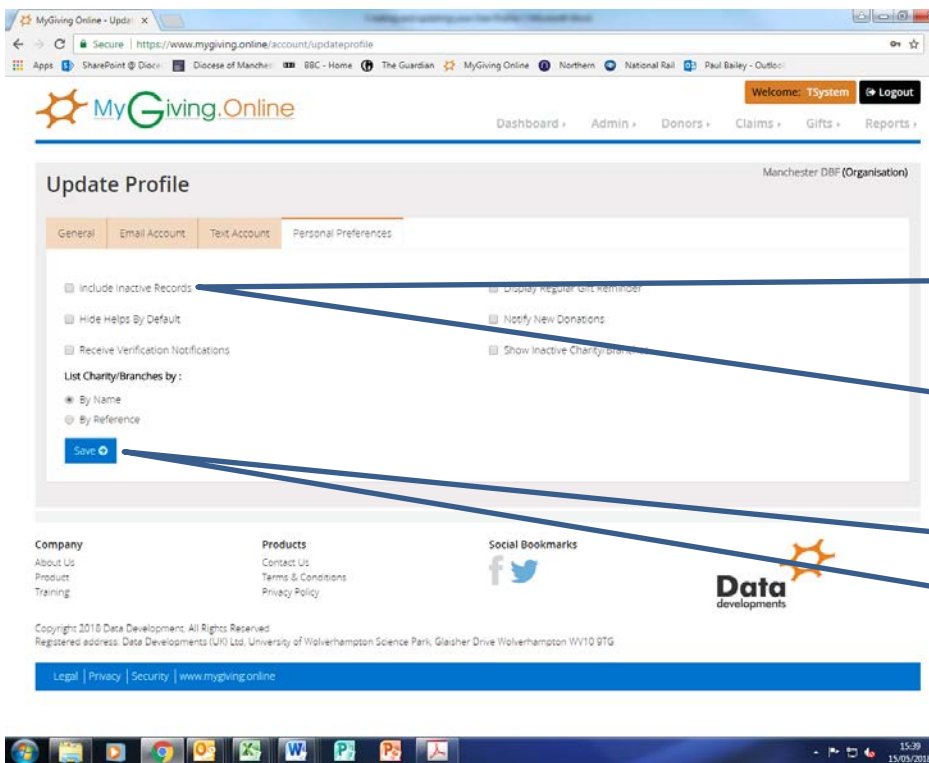 MyGiving Online - Upda
Secure | https://www.mygiving.online/account/updateprofile
Apps SharePoint @ Dioce Diocese of Manche BBC - Home The Guardian MyGiving Online Northern National Rail Paul Bailey - Outloo
MyGiving.Online
Welcome: TSystem Logout
Dashboard Admin Donors Claims Gifts Reports
Update Profile
Manchester DBF (Organisation)
General Email Account Text Account Personal Preferences
Include Inactive Records Display Regular Gift Reminder
Hide Helps By Default Notify New Donations
Receive Verification Notifications Show Inactive Charity/Branches
List Charity/Branches by :
By Name
By Reference
Save
Company Products Social Bookmarks
About Us Contact Us
Product Terms & Conditions
Training Privacy Policy
Data
developments
Copyright 2018 Data Development. All Rights Reserved
Registered address: Data Developments (UK) Ltd, University of Wolverhampton Science Park, Glaisher Drive Wolverhampton WV10 9TG
Legal | Privacy | Security | www.mygiving.online
15:39
15/05/2018